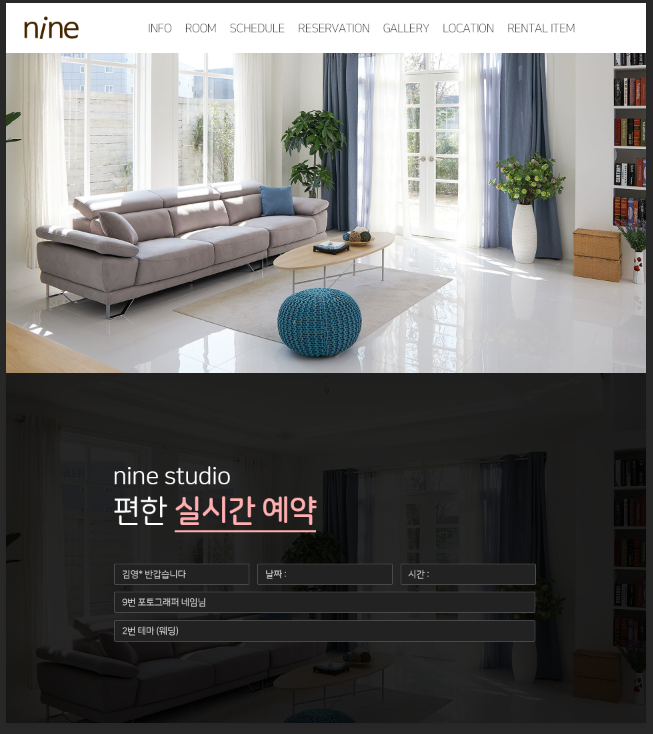 nine INFO ROOM SCHEDULE RESERVATION GALLERY LOCATION RENTAL ITEM
nine studio
편한 실시간 예약
김영* 반갑습니다 날짜 : 시간 :
9번 포토그래퍼 네임님
2번 테마 (웨딩)